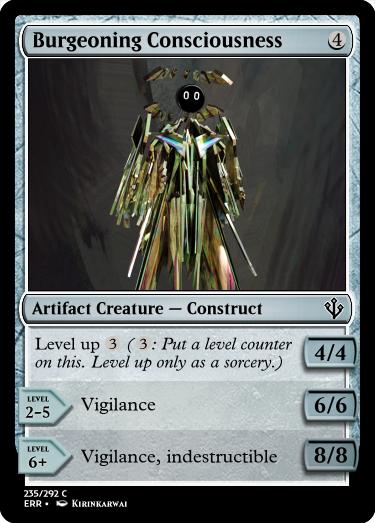 Burgeoning Consciousness 4
0 0
Artifact Creature — Construct
Level up 3 ( 3 : Put a level counter
on this. Level up only as a sorcery.)
4/4
LEVEL
2-5
Vigilance
6/6
LEVEL
6+
Vigilance, indestructible
8/8
235/292 C
ERR • Kirinkarwai